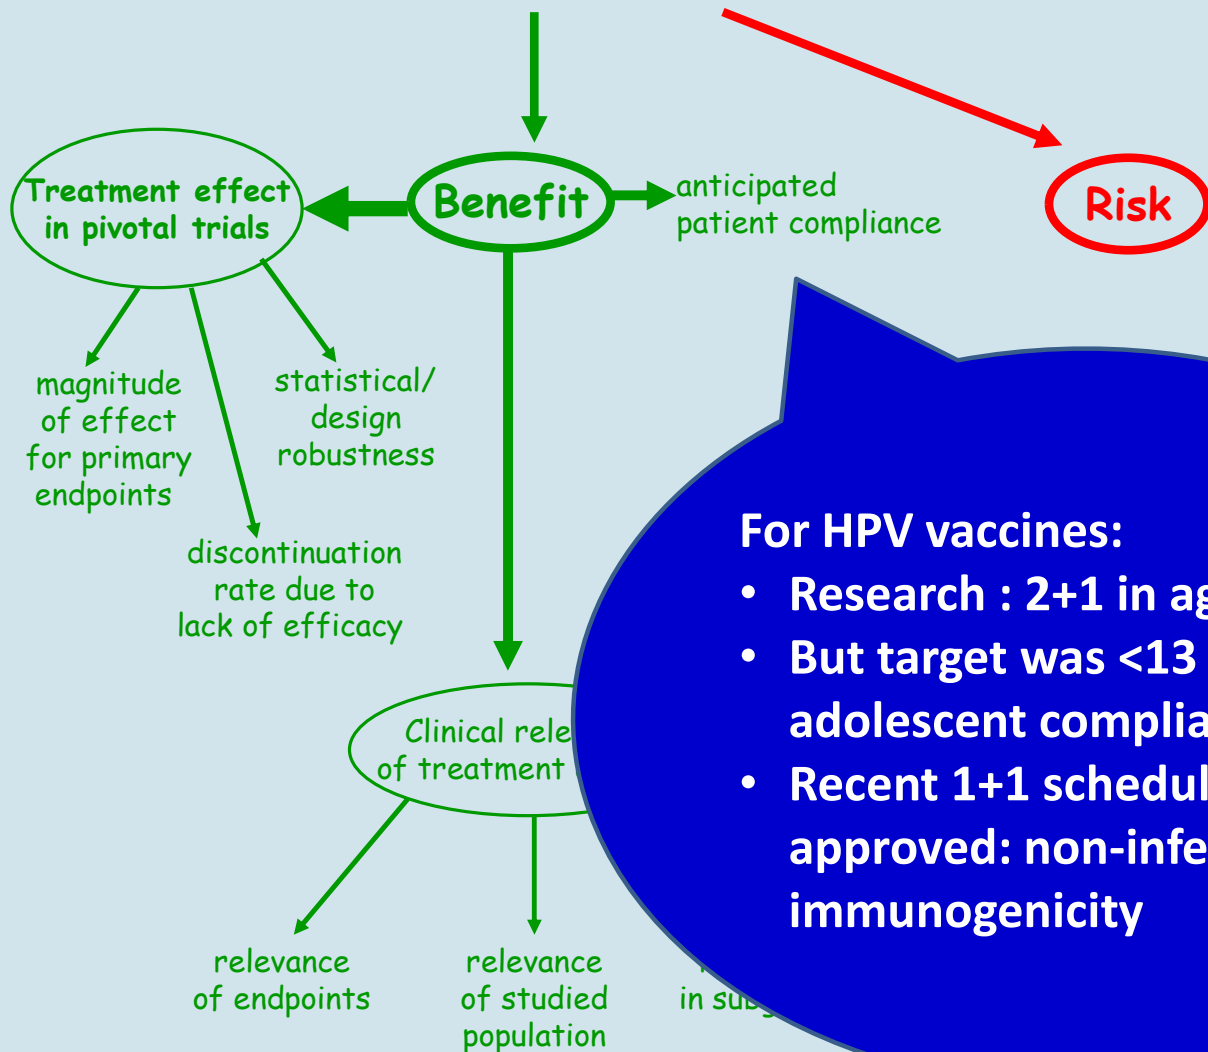 Treatment effect
in pivotal trials
Benefit
anticipated
patient compliance
Risk
magnitude
of effect
for primary
endpoints
statistical/
design
robustness
discontinuation
rate due to
lack of efficacy
For HPV vaccines:
• Research : 2+1 in
• But target was <13
adolescent
• Recent 1+1
approved:
immunogenicity
Clinical
of treatment
relevance
of endpoints
relevance
of studied
population
in